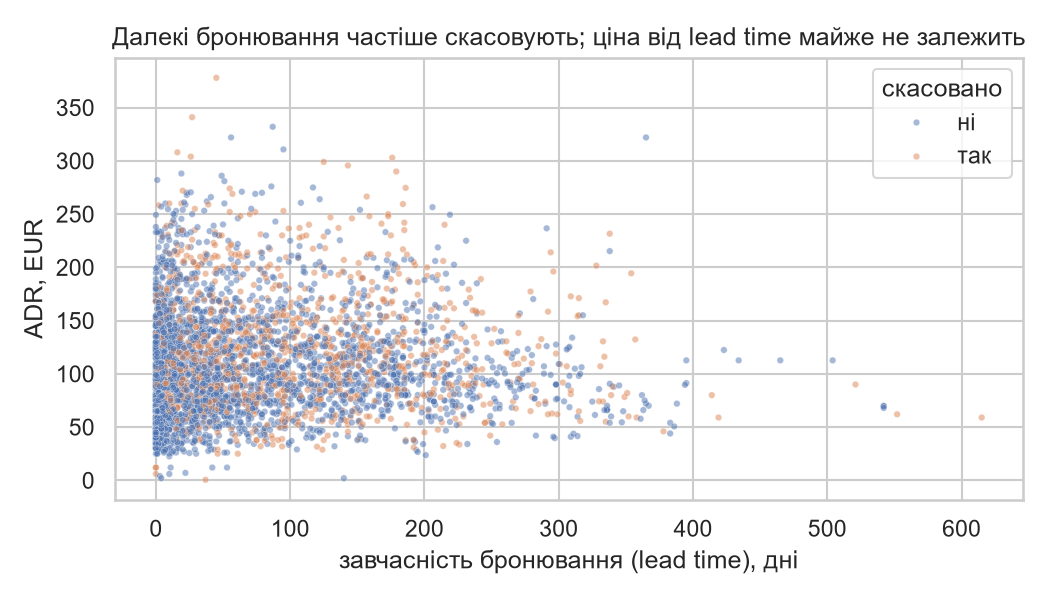 Далекі бронювання частіше скасовують; ціна від lead time майже не залежить
скасовано
ні
так
ADR, EUR
350
300
250
200
150
100
50
0
0 100 200 300 400 500 600
завчасність бронювання (lead time), дні